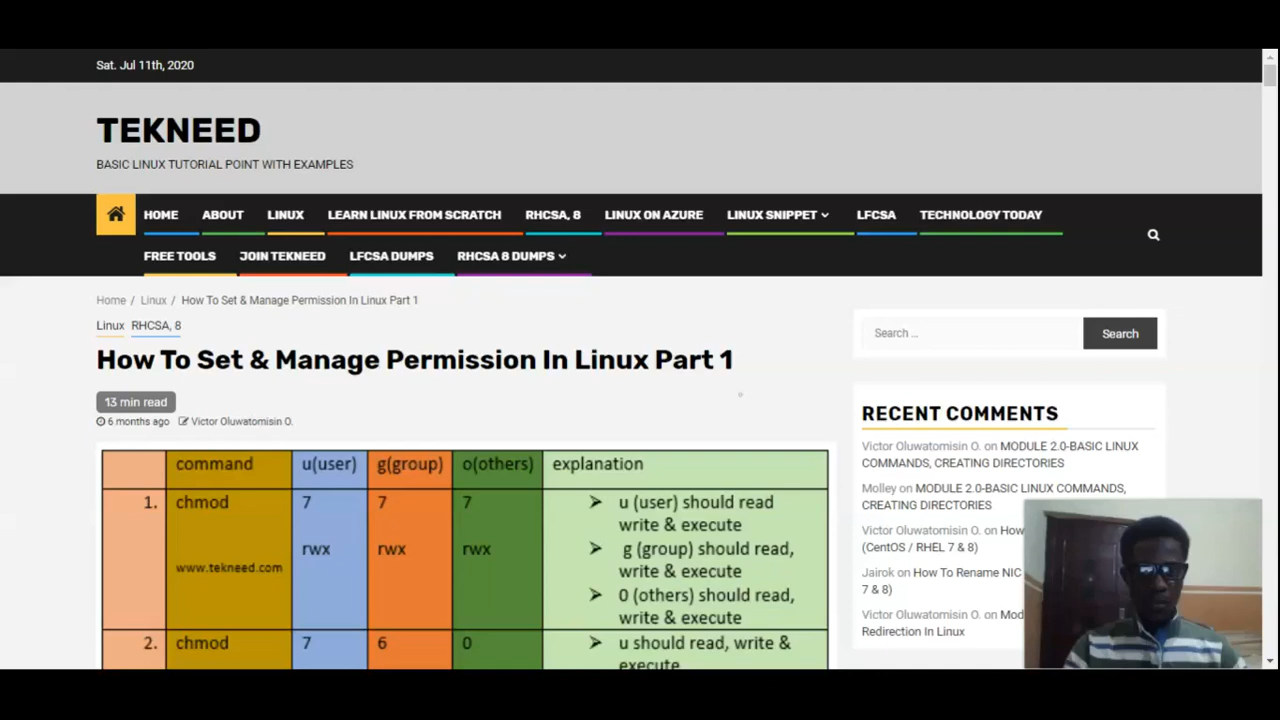 Sat. Jul 11th, 2020
TEKNEED
BASIC LINUX TUTORIAL POINT WITH EXAMPLES
HOME ABOUT LINUX LEARN LINUX FROM SCRATCH RHCSA, 8 LINUX ON AZURE LINUX SNIPPET LFCSA TECHNOLOGY TODAY
FREE TOOLS JOIN TEKNEED LFCSA DUMPS RHCSA 8 DUMPS
Home / Linux / How To Set & Manage Permission In Linux Part 1
Linux RHCSA, 8
How To Set & Manage Permission In Linux Part 1
13 min read
6 months ago Victor Oluwatomisin O.
command u(user) g(group) o(others) explanation
1. chmod 7 7 7 ➢ u (user) should read
write & execute
rwx rwx rwx ➢ g (group) should read,
www.tekneed.com write & execute
➢ 0 (others) should read,
write & execute
2. chmod 7 6 0 ➢ u should read, write &
execute
Search ...
Search
RECENT COMMENTS
Victor Oluwatomisin O. on MODULE 2.0-BASIC LINUX
COMMANDS, CREATING DIRECTORIES
Molley on MODULE 2.0-BASIC LINUX COMMANDS,
CREATING DIRECTORIES
Victor Oluwatomisin O. on How
(CentOS / RHEL 7 & 8)
Jairok on How To Rename NIC
7 & 8)
Victor Oluwatomisin O. on Mod
Redirection In Linux